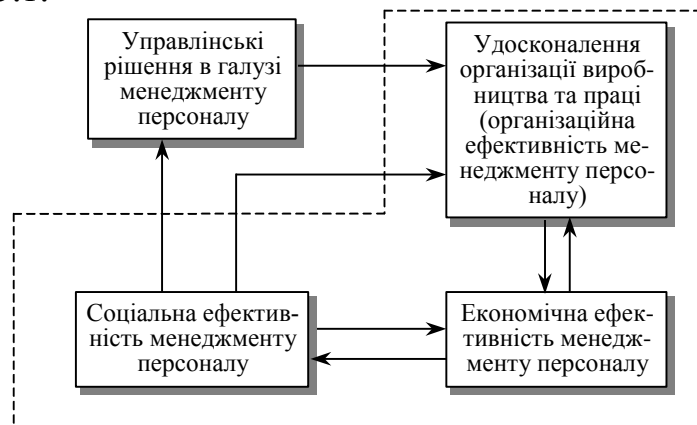 Управлінські
рішення в галузі
менеджменту
персоналу
Удосконалення
організації вироб-
ництва та праці
(організаційна
ефективність ме-
неджменту персо-
налу)
Соціальна ефектив-
ність менеджменту
персоналу
Економічна ефек-
тивність менедж-
менту персоналу